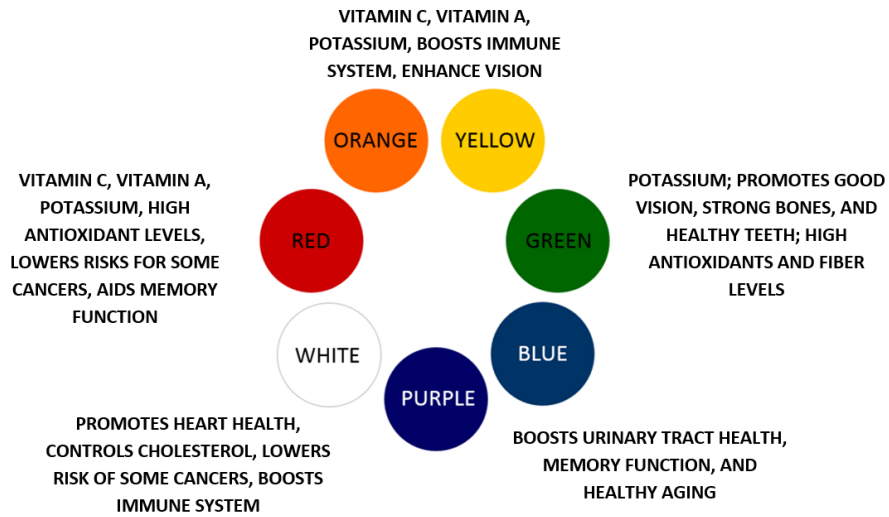 VITAMIN C, VITAMIN A,
POTASSIUM, BOOSTS IMMUNE
SYSTEM, ENHANCE VISION
ORANGE
YELLOW
VITAMIN C, VITAMIN A,
POTASSIUM, HIGH
ANTIOXIDANT LEVELS,
LOWERS RISKS FOR SOME
CANCERS, AIDS MEMORY
FUNCTION
RED
GREEN
POTASSIUM; PROMOTES GOOD
VISION, STRONG BONES, AND
HEALTHY TEETH; HIGH
ANTIOXIDANTS AND FIBER
LEVELS
WHITE
BLUE
PURPLE
PROMOTES HEART HEALTH,
CONTROLS CHOLESTEROL, LOWERS
RISK OF SOME CANCERS, BOOSTS
IMMUNE SYSTEM
BOOSTS URINARY TRACT HEALTH,
MEMORY FUNCTION, AND
HEALTHY AGING